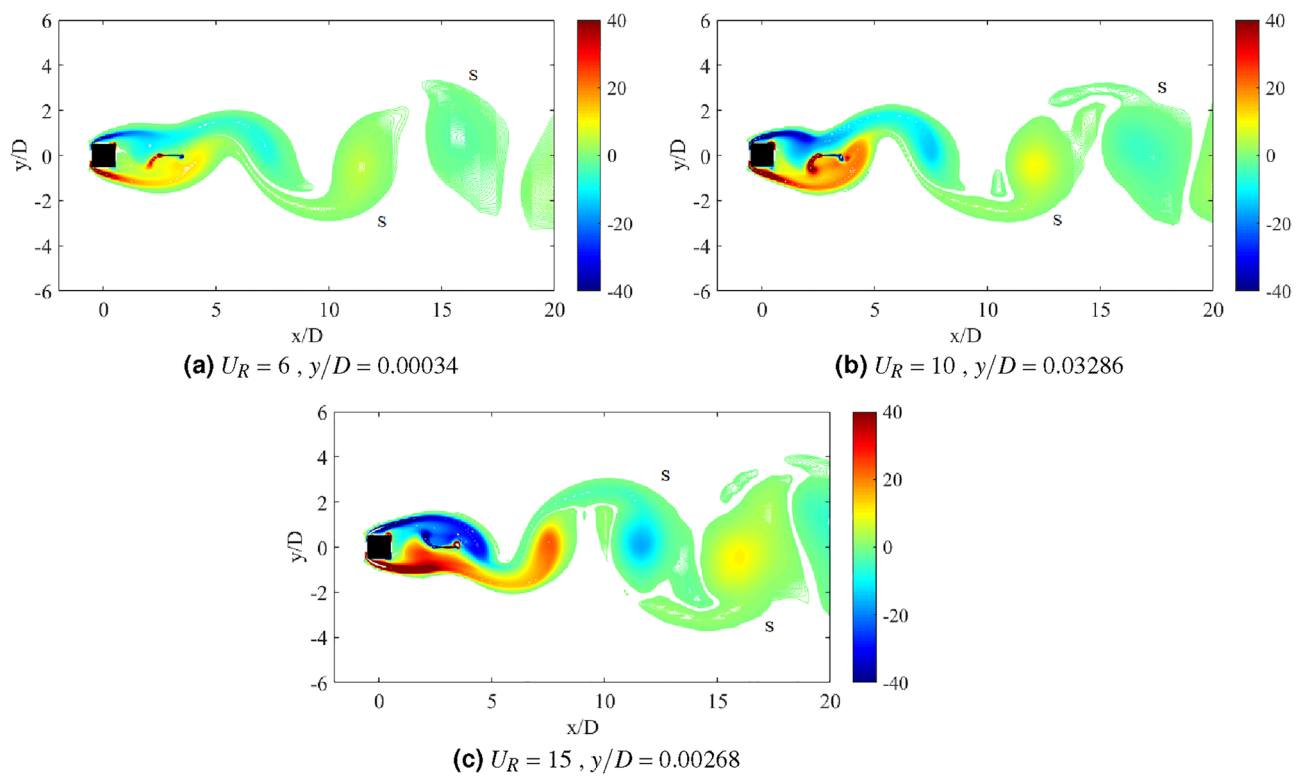 6
4
2
0
-2
-4
-6
y/D
0 5 10 15 20
x/D
S
S
40
20
0
-20
-40
(a) U_R = 6 , y/D = 0.00034
6
4
2
0
-2
-4
-6
y/D
0 5 10 15 20
x/D
S
S
40
20
0
-20
-40
(b) U_R = 10 , y/D = 0.03286
6
4
2
0
-2
-4
-6
y/D
0 5 10 15 20
x/D
S
S
40
20
0
-20
-40
(c) U_R = 15 , y/D = 0.00268